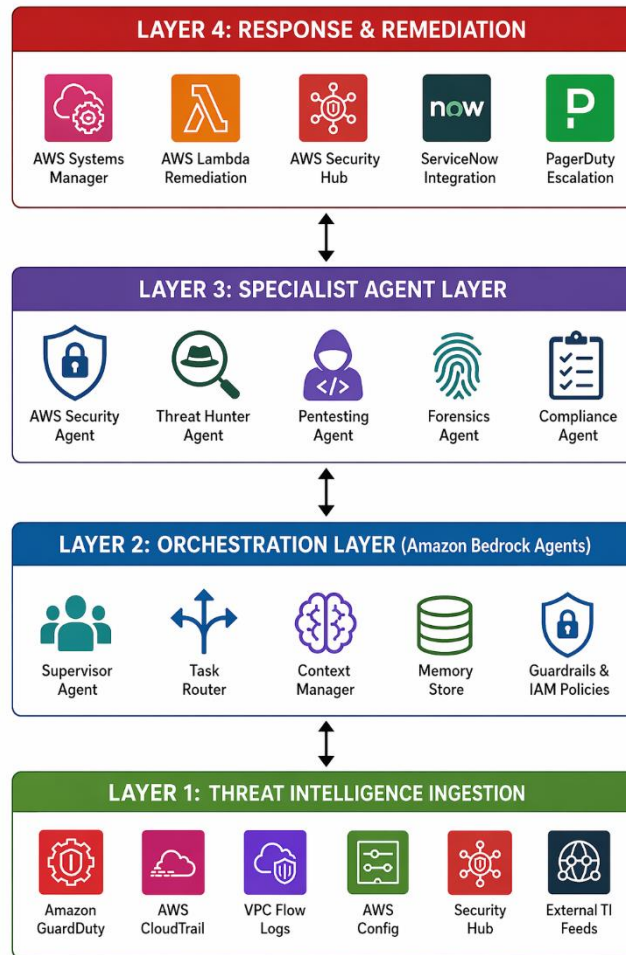 LAYER 4: RESPONSE & REMEDIATION
now
P
AWS Systems
Manager
AWS Lambda
Remediation
AWS Security
Hub
ServiceNow
Integration
PagerDuty
Escalation
LAYER 3: SPECIALIST AGENT LAYER
</>
AWS Security
Agent
Threat Hunter
Agent
Pentesting
Agent
Forensics
Agent
Compliance
Agent
LAYER 2: ORCHESTRATION LAYER (Amazon Bedrock Agents)
Supervisor
Agent
Task
Router
Context
Manager
Memory
Store
Guardrails &
IAM Policies
LAYER 1: THREAT INTELLIGENCE INGESTION
Amazon
GuardDuty
AWS
CloudTrail
VPC Flow
Logs
AWS
Config
Security
Hub
External TI
Feeds